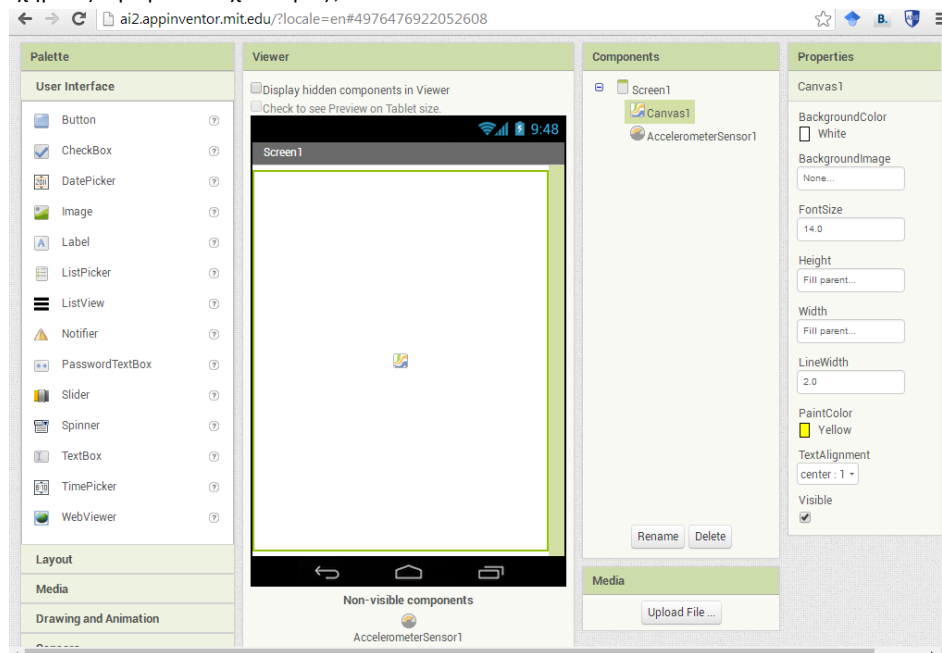 ai2.appinventor.mit.edu/?locale=en#4976476922052608
B.
Palette
User Interface
Button
CheckBox
DatePicker
Image
Label
ListPicker
ListView
Notifier
PasswordTextBox
Slider
Spinner
TextBox
TimePicker
WebViewer
Layout
Media
Drawing and Animation
Viewer
Display hidden components in Viewer
Check to see Preview on Tablet size.
9:48
Screen1
Non-visible components
AccelerometerSensor1
Components
Screen1
Canvas1
AccelerometerSensor1
Rename Delete
Media
Upload File ...
Properties
Canvas1
BackgroundColor
White
BackgroundImage
None...
FontSize
14.0
Height
Fill parent...
Width
Fill parent...
LineWidth
2.0
PaintColor
Yellow
TextAlignment
center : 1
Visible